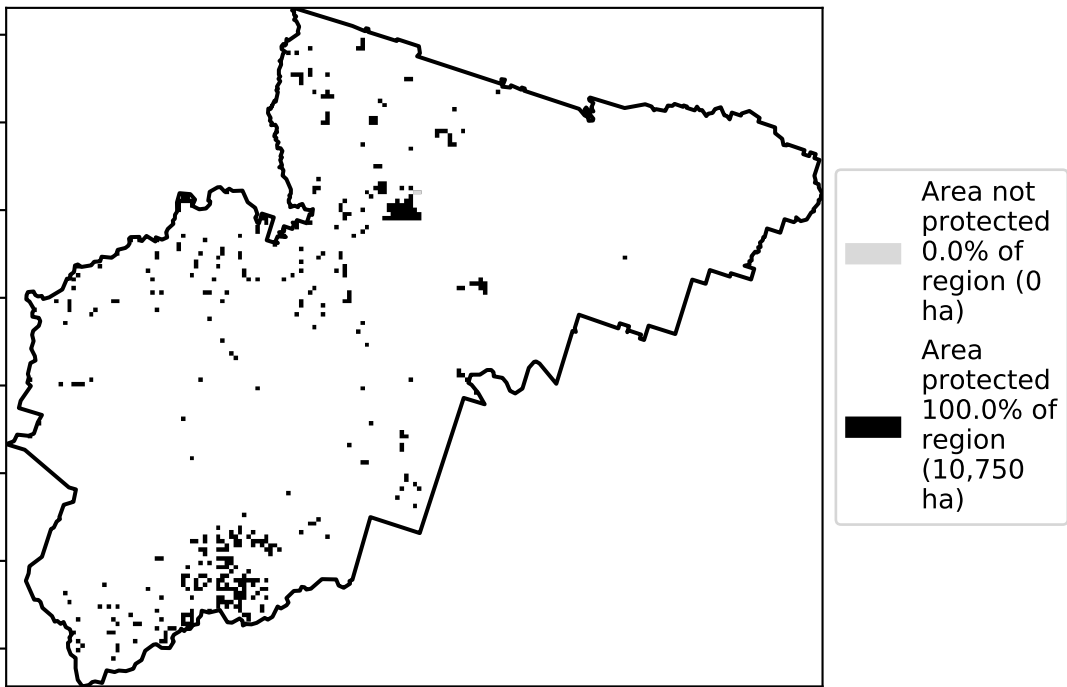 Area not
protected
0.0% of
region (0
ha)
Area
protected
100.0% of
region
(10,750
ha)